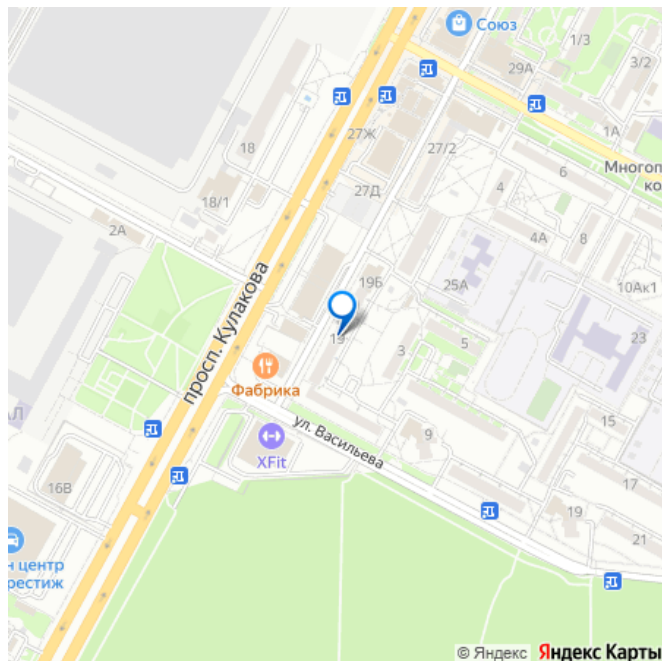 Союз
1/3
3/2
29А
1А
27Ж
27/2
18
6
Многоп
ко
27Д
4
18/1
8
2А
4А
10Ак1
19Б
25А
просп. Кулакова
19
3
5
23
Фабрика
ул. Васильева
15
АЛ
9
XFit
16В
17
19
21
н центр
рестиж
© Яндекс Яндекс Карты